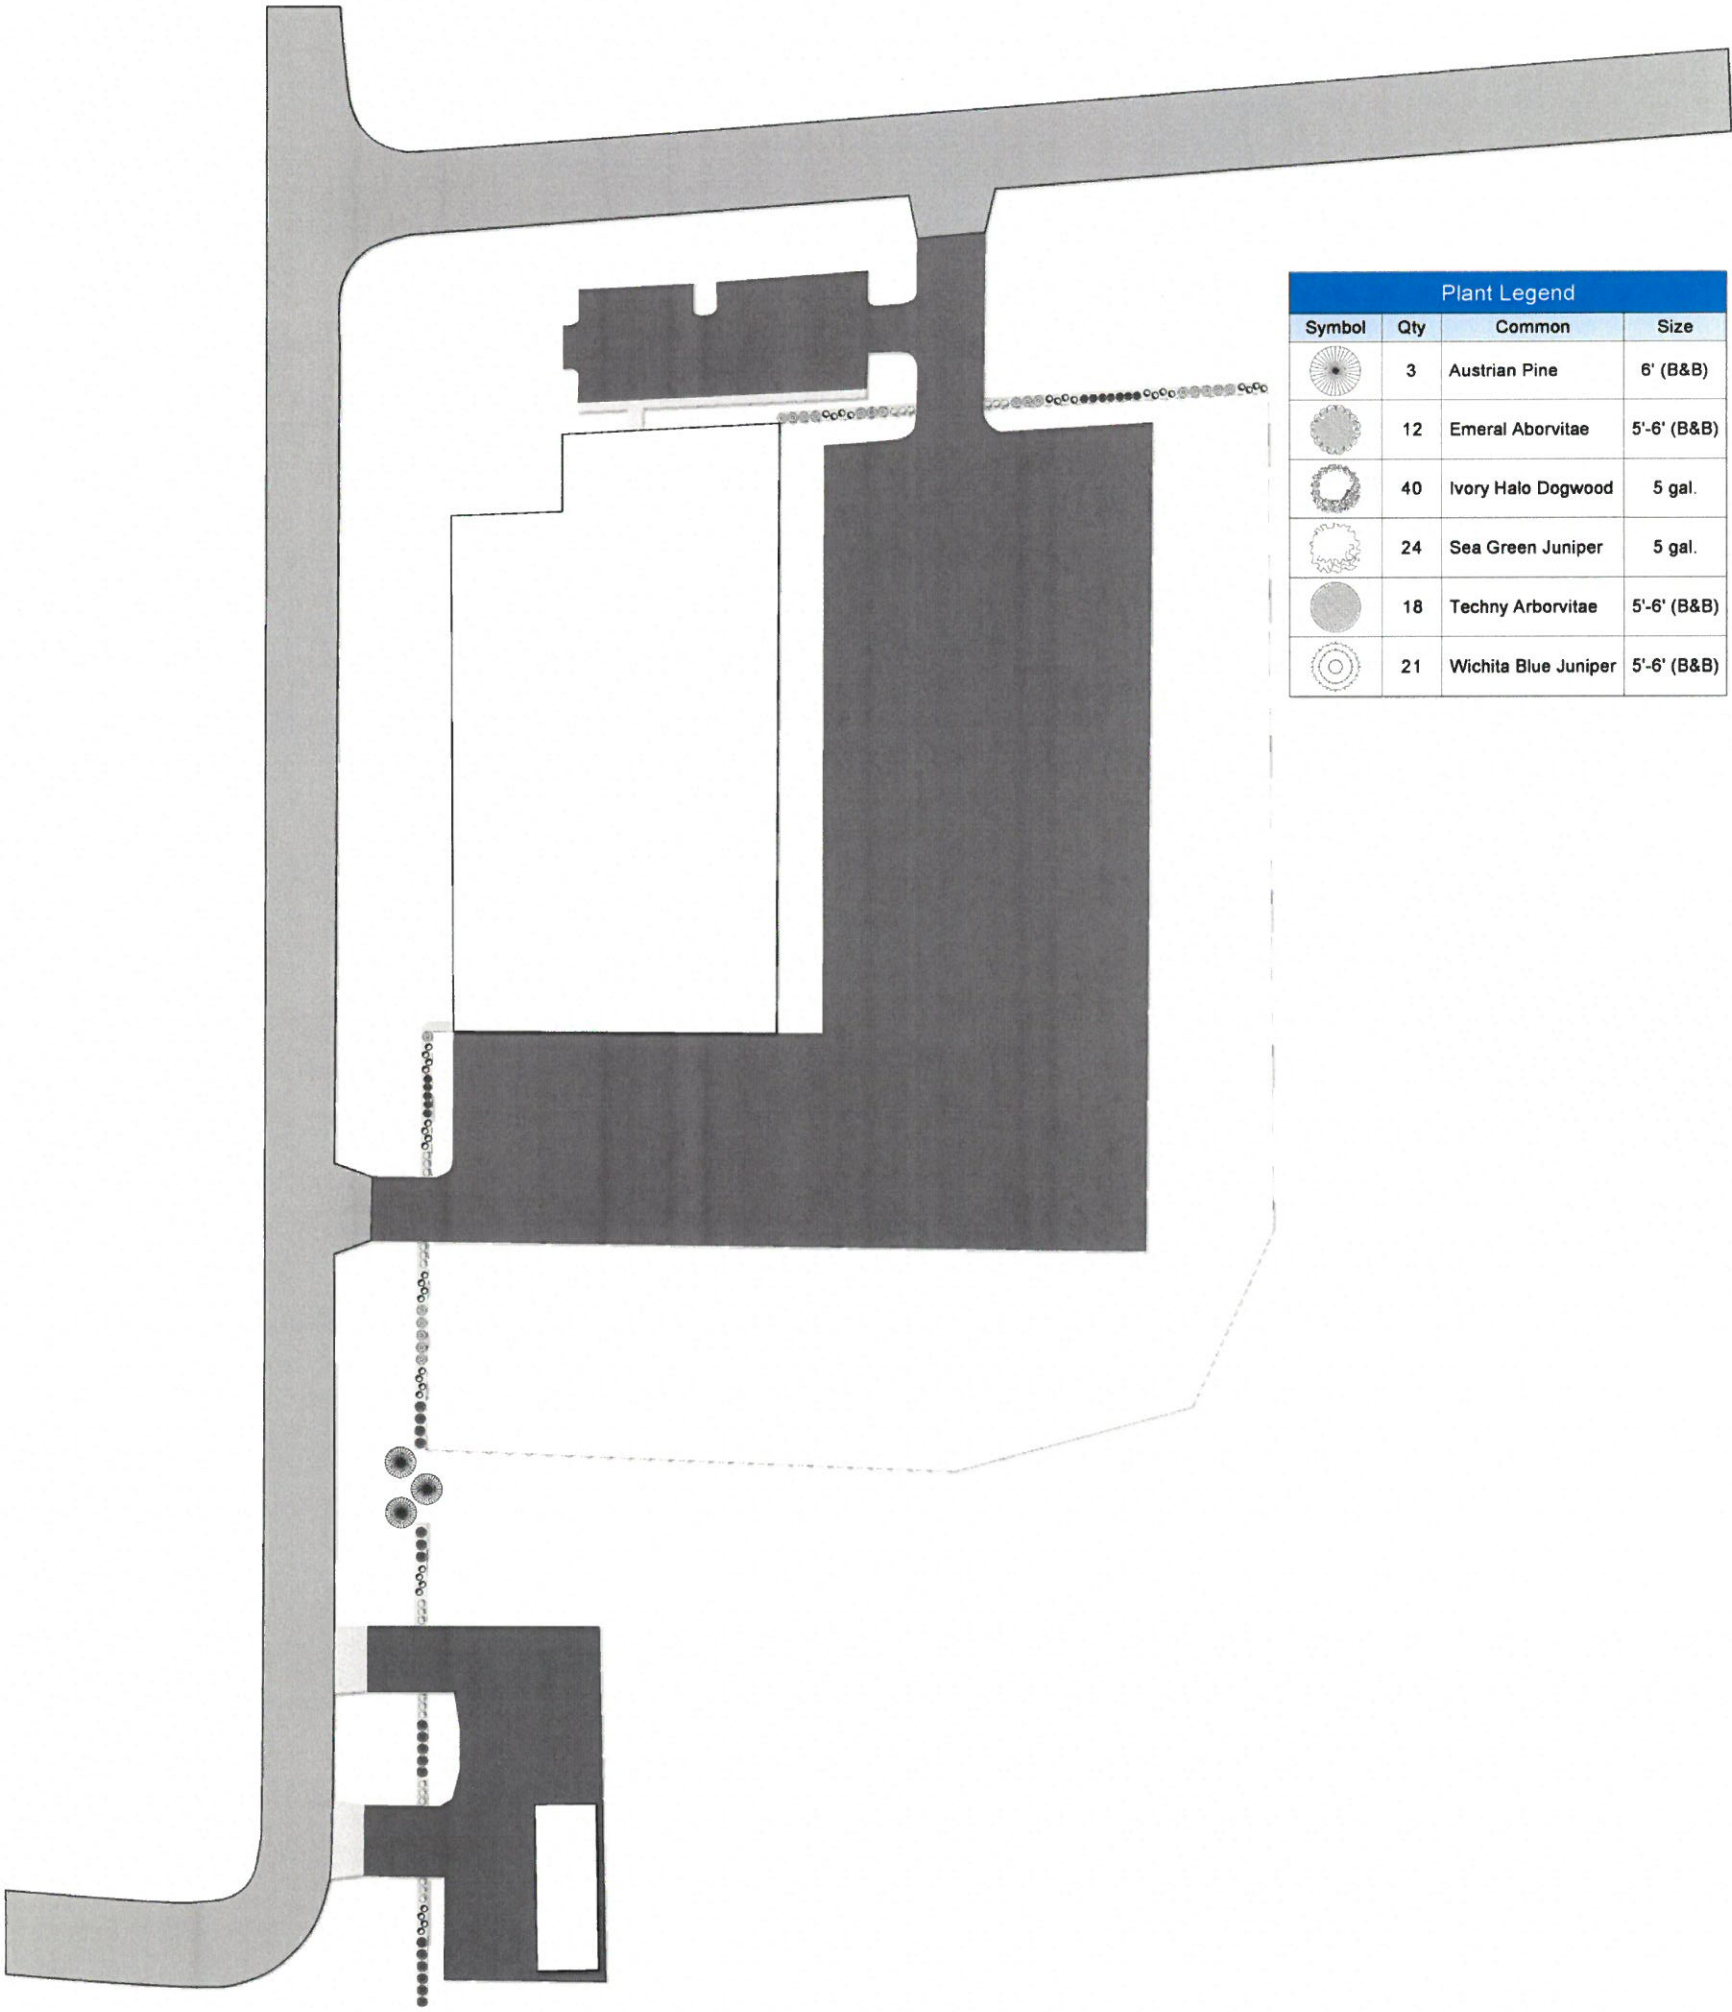 Plant Legend
Symbol Qty Common Size
3 Austrian Pine 6' (B&B)
12 Emeral Aborvitae 5'-6' (B&B)
40 Ivory Halo Dogwood 5 gal.
24 Sea Green Juniper 5 gal.
18 Techny Arborvitae 5'-6' (B&B)
21 Wichita Blue Juniper 5'-6' (B&B)